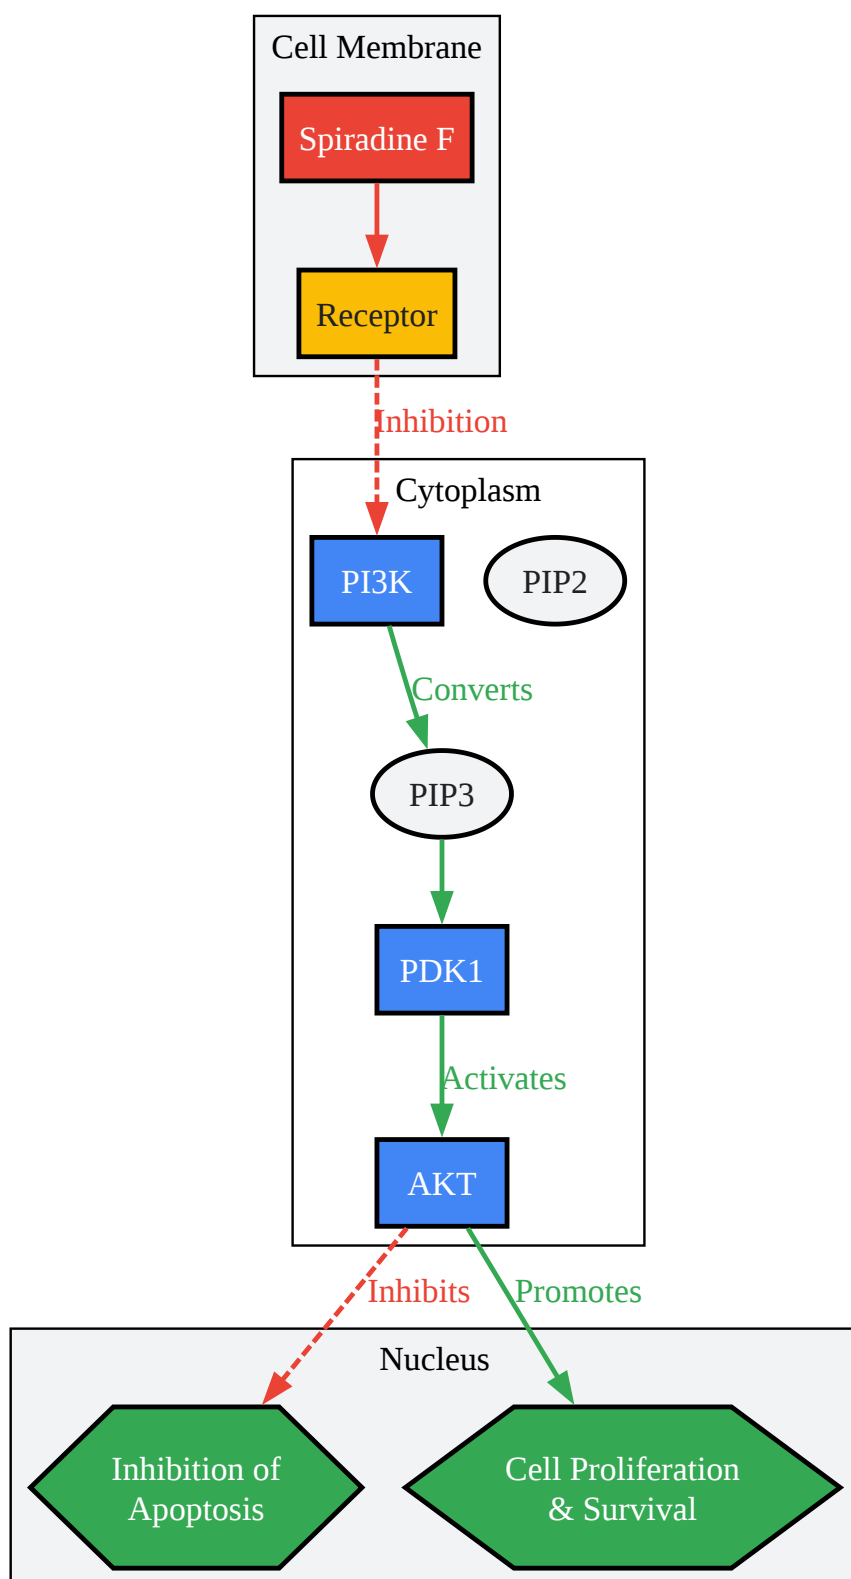 Cell Membrane
Spiradine F
Receptor
Inhibition
Cytoplasm
PI3K
PIP2
Converts
PIP3
PDK1
Activates
AKT
Inhibits
Promotes
Nucleus
Inhibition of
Apoptosis
Cell Proliferation
& Survival